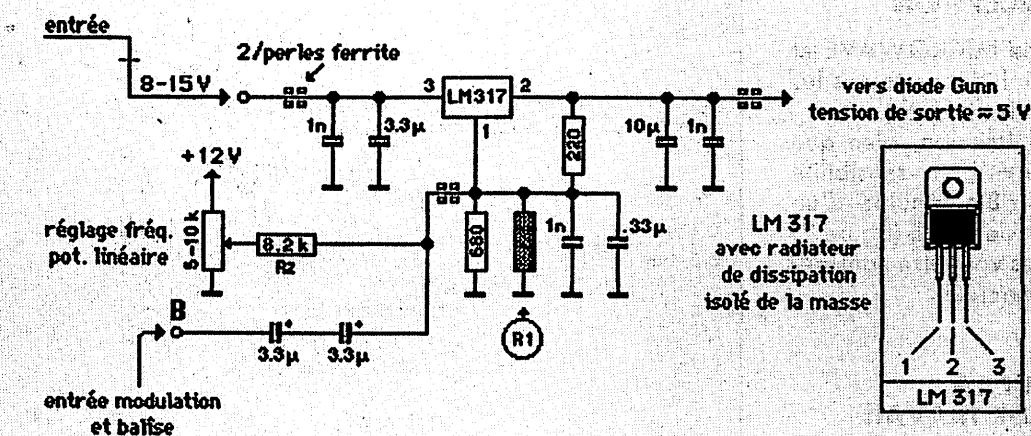 entrée
8-15V
2/perles ferrite
3
LM317
2
1
1n
3.3µ
220
10µ
1n
vers diode Gunn
tension de sortie ≈ 5 V
+12V
5-10k
réglage fréq.
pot. linéaire
8.2k
R2
680
1n
.33µ
R1
B
3.3µ
3.3µ
entrée modulation
et balise
LM 317
avec radiateur
de dissipation
isolé de la masse
1 2 3
LM 317